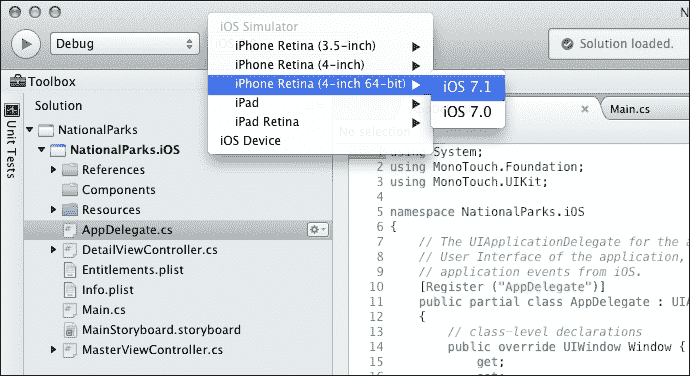 Debug
iOS Simulator
iPhone Retina (3.5-inch)
iPhone Retina (4-inch)
iPhone Retina (4-inch 64-bit)
iPad
iPad Retina
iOS Device
iOS 7.1
iOS 7.0
Solution loaded.
Toolbox
Unit Tests
Solution
NationalParks
NationalParks.iOS
References
Components
Resources
AppDelegate.cs
DetailViewController.cs
Entitlements.plist
Info.plist
Main.cs
MainStoryboard.storyboard
MasterViewController.cs
Main.cs
No selection
1 using System;
2 using MonoTouch.Foundation;
3 using MonoTouch.UIKit;
4
5 namespace NationalParks.iOS
6 {
7 // The UIApplicationDelegate for the a
8 // User Interface of the application,
9 // application events from iOS.
10 [Register ("AppDelegate")]
11 public partial class AppDelegate : UIA
12 {
13 // class-level declarations
14 public override UIWindow Window {
15 get;